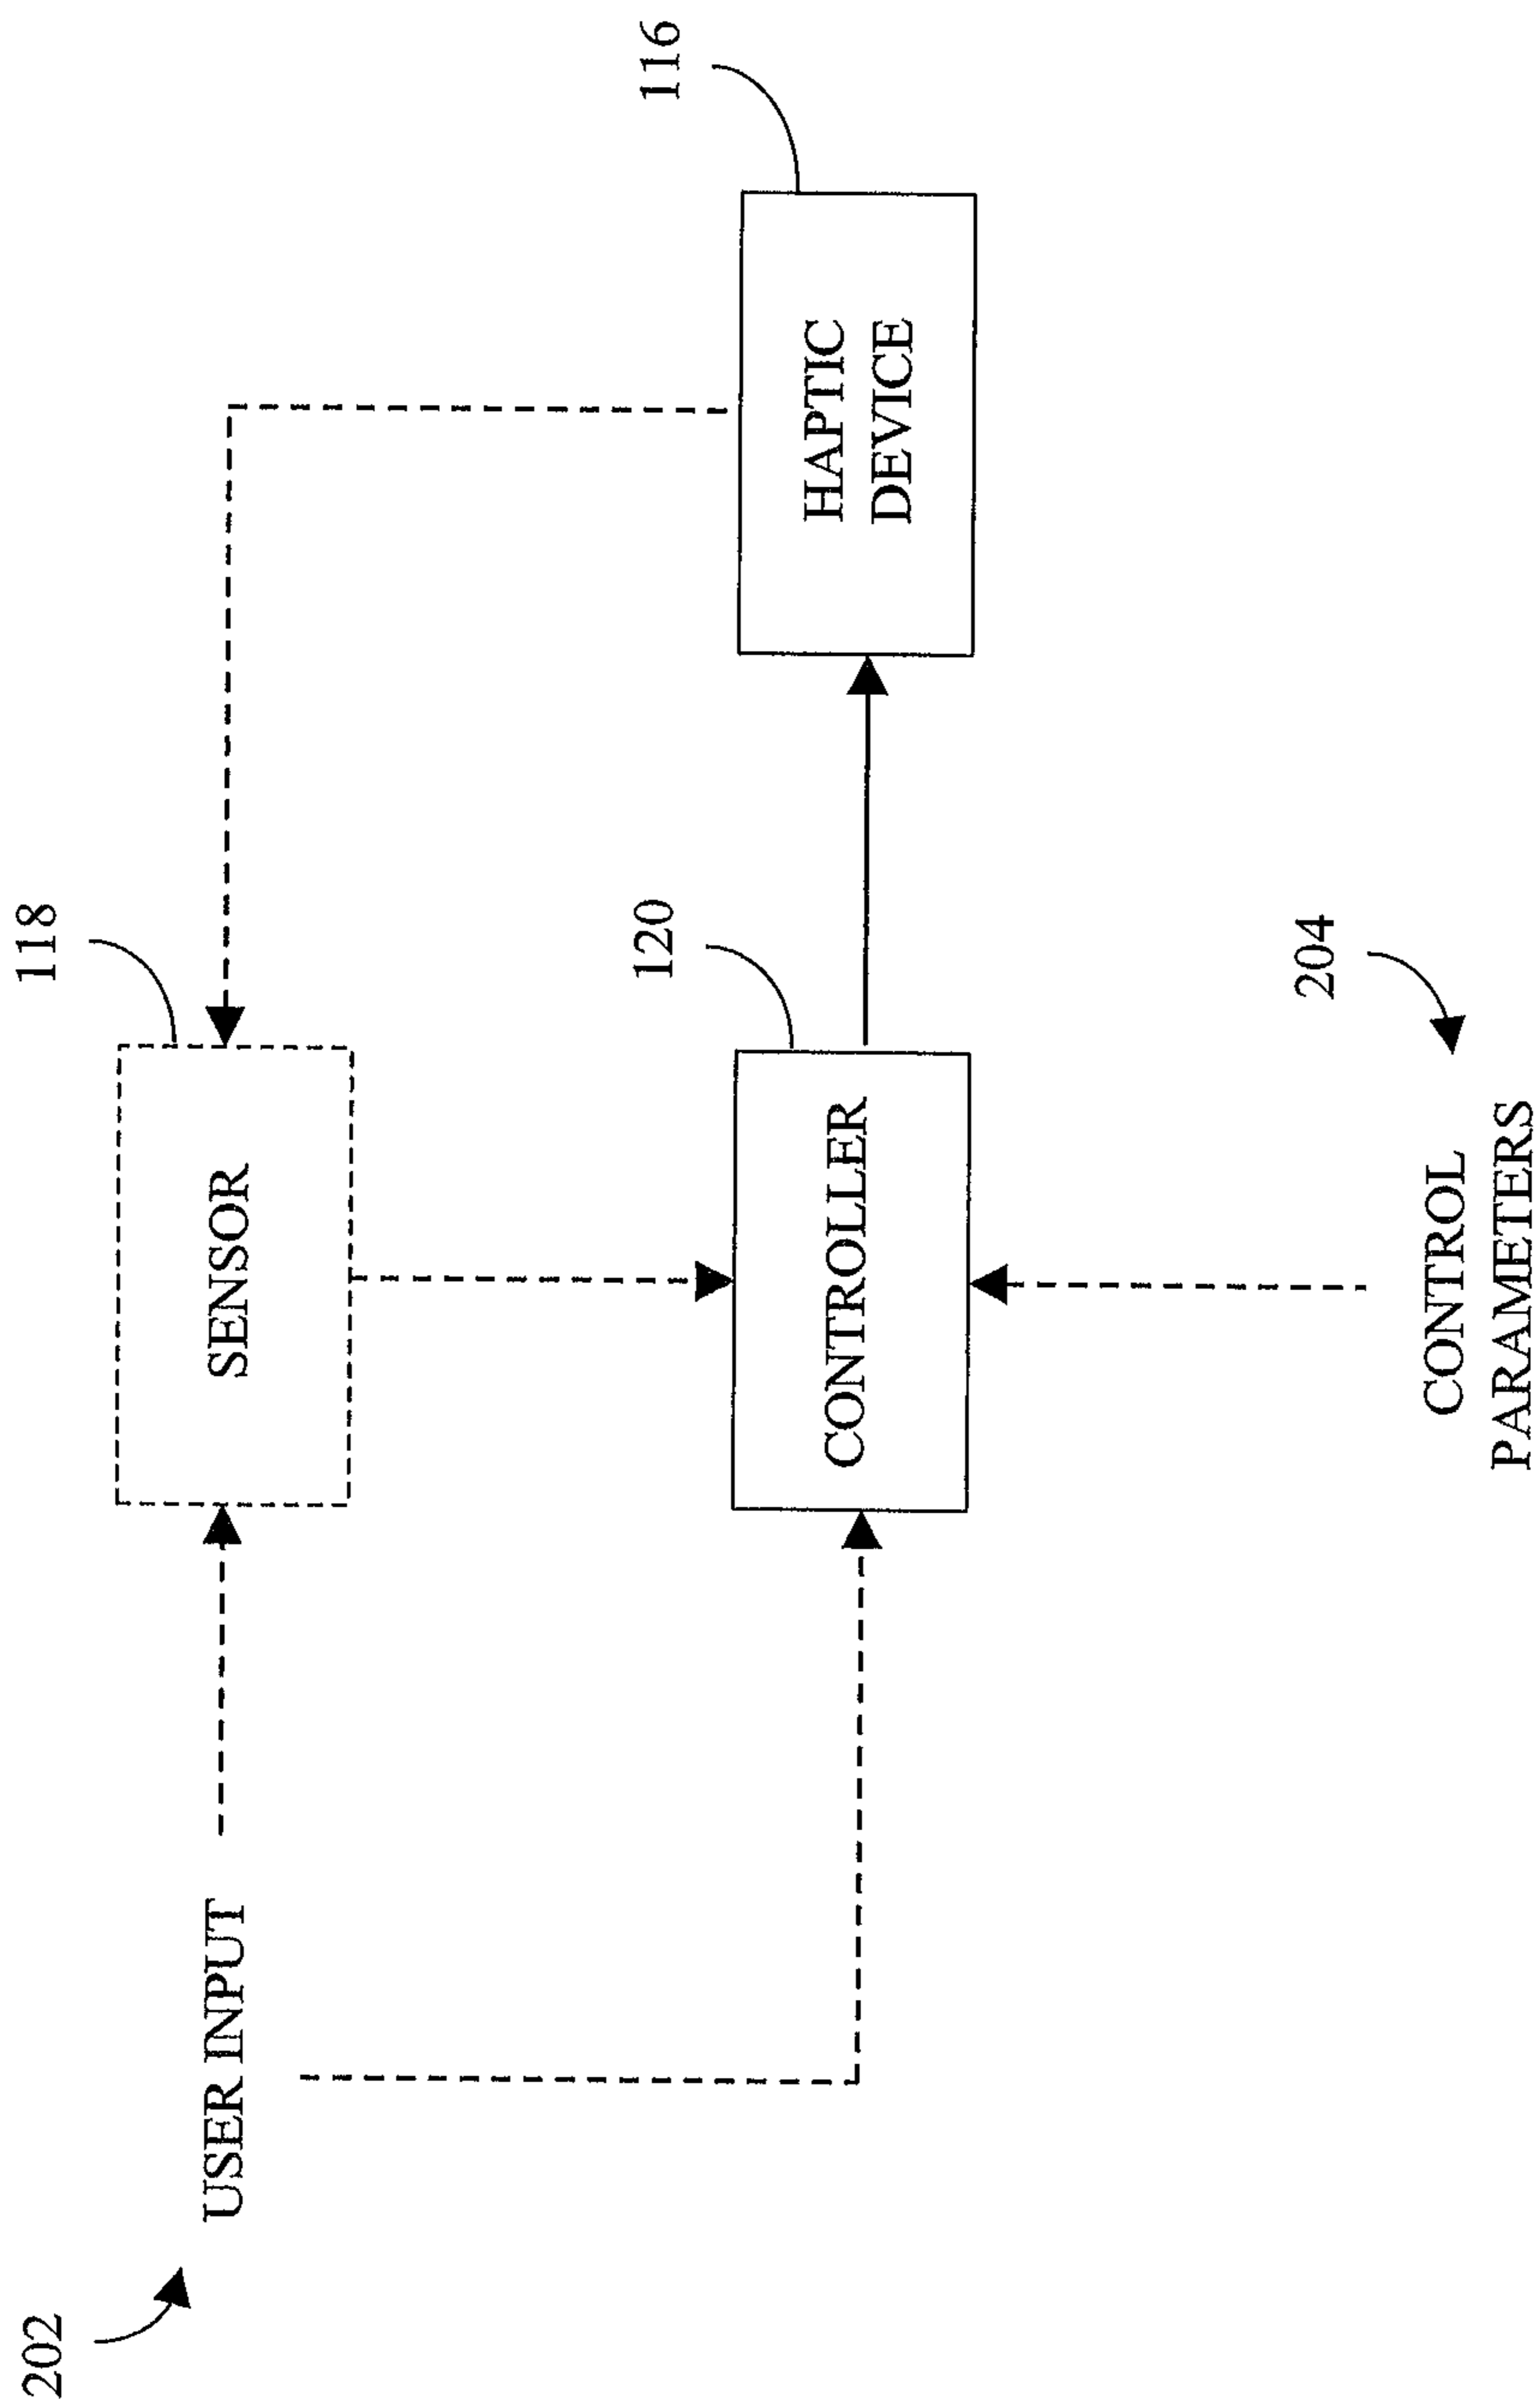 202
USER INPUT
118
SENSOR
120
CONTROLLER
116
HAPTIC
DEVICE
204
CONTROL
PARAMETERS